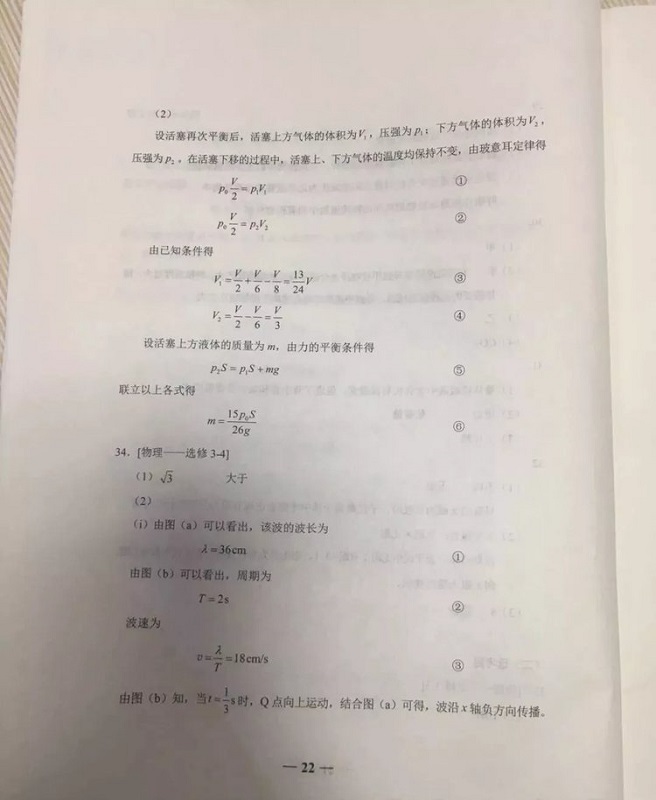 （2）
设活塞再次平衡后，活塞上方气体的体积为V₁，压强为p₁；下方气体的体积为V₂，
压强为p₂。在活塞下移的过程中，活塞上、下方气体的温度均保持不变，由玻意耳定律得
p₀ V/2 = p₁V₁ ①
p₀ V/2 = p₂V₂ ②
由已知条件得
V₁ = V/2 + V/6 − V/8 = 13/24 V ③
V₂ = V/2 − V/6 = V/3 ④
设活塞上方液体的质量为 m，由力的平衡条件得
p₂S = p₁S + mg ⑤
联立以上各式得
m = 15p₀S/26g ⑥
34．[物理——选修 3-4]
（1）√3 大于
（2）
（i）由图（a）可以看出，该波的波长为
λ = 36cm ①
由图（b）可以看出，周期为
T = 2s ②
波速为
v = λ/T = 18cm/s ③
由图（b）知，当 t = 1/3 s 时，Q 点向上运动，结合图（a）可得，波沿 x 轴负方向传播。
— 22 —